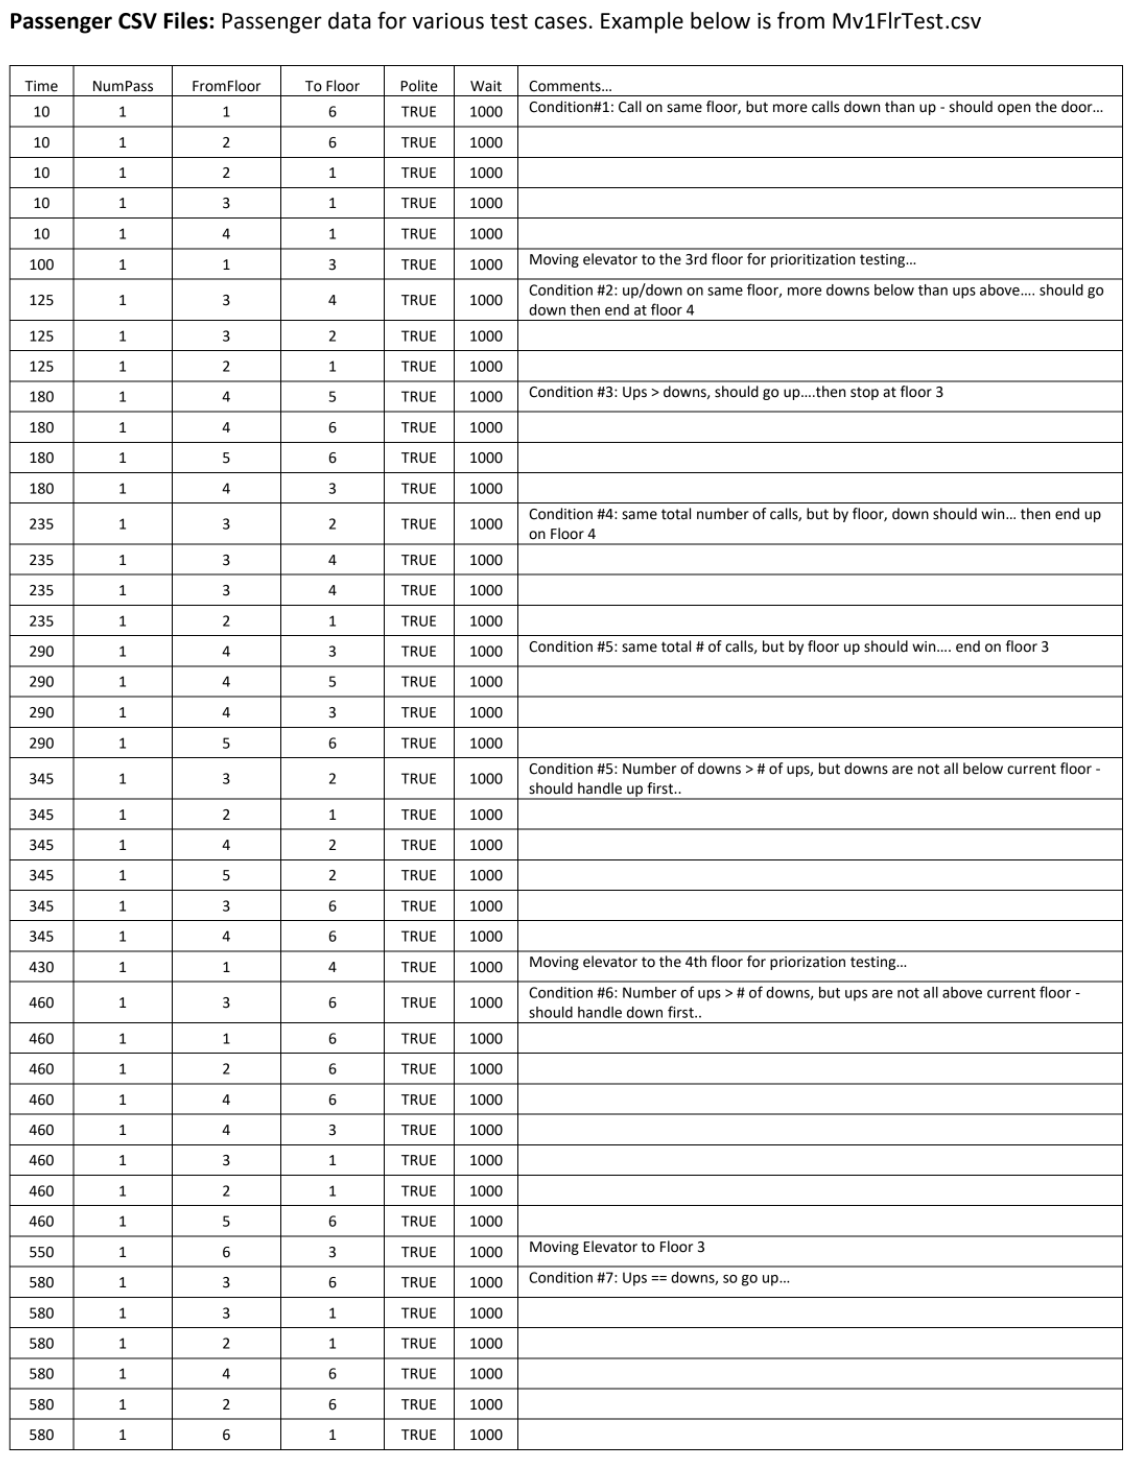 Passenger CSV Files: Passenger data for various test cases. Example below is from Mv1FlrTest.csv
Time NumPass FromFloor To Floor Polite Wait Comments...
10 1 1 6 TRUE 1000 Condition#1: Call on same floor, but more calls down than up - should open the door...
10 1 2 6 TRUE 1000
10 1 2 1 TRUE 1000
10 1 3 1 TRUE 1000
10 1 4 1 TRUE 1000
100 1 1 3 TRUE 1000 Moving elevator to the 3rd floor for prioritization testing...
125 1 3 4 TRUE 1000 Condition #2: up/down on same floor, more downs below than ups above.... should go
down then end at floor 4
125 1 3 2 TRUE 1000
125 1 2 1 TRUE 1000
180 1 4 5 TRUE 1000 Condition #3: Ups > downs, should go up....then stop at floor 3
180 1 4 6 TRUE 1000
180 1 5 6 TRUE 1000
180 1 4 3 TRUE 1000
235 1 3 2 TRUE 1000 Condition #4: same total number of calls, but by floor, down should win... then end up
on Floor 4
235 1 3 4 TRUE 1000
235 1 3 4 TRUE 1000
235 1 2 1 TRUE 1000
290 1 4 3 TRUE 1000 Condition #5: same total # of calls, but by floor up should win.... end on floor 3
290 1 4 5 TRUE 1000
290 1 4 3 TRUE 1000
290 1 5 6 TRUE 1000
345 1 3 2 TRUE 1000 Condition #5: Number of downs > # of ups, but downs are not all below current floor -
should handle up first..
345 1 2 1 TRUE 1000
345 1 4 2 TRUE 1000
345 1 5 2 TRUE 1000
345 1 3 6 TRUE 1000
345 1 4 6 TRUE 1000
430 1 1 4 TRUE 1000 Moving elevator to the 4th floor for priorization testing...
460 1 3 6 TRUE 1000 Condition #6: Number of ups > # of downs, but ups are not all above current floor -
should handle down first..
460 1 1 6 TRUE 1000
460 1 2 6 TRUE 1000
460 1 4 6 TRUE 1000
460 1 4 3 TRUE 1000
460 1 3 1 TRUE 1000
460 1 2 1 TRUE 1000
460 1 5 6 TRUE 1000
550 1 6 3 TRUE 1000 Moving Elevator to Floor 3
580 1 3 6 TRUE 1000 Condition #7: Ups == downs, so go up...
580 1 3 1 TRUE 1000
580 1 2 1 TRUE 1000
580 1 4 6 TRUE 1000
580 1 2 6 TRUE 1000
580 1 6 1 TRUE 1000